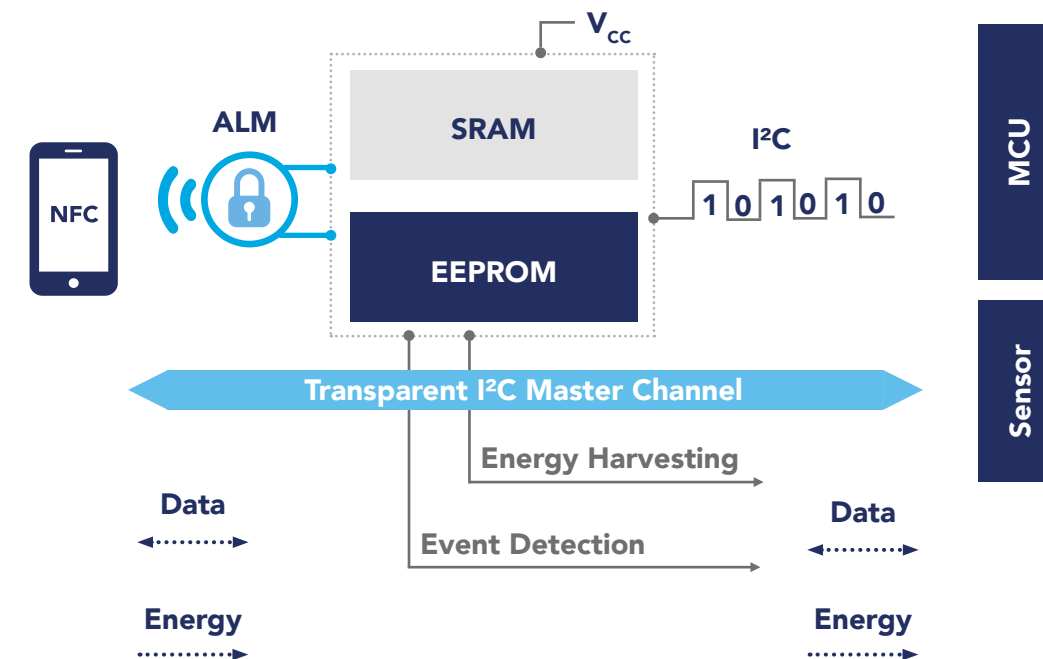 V_cc
ALM
SRAM
I²C
MCU
NFC
1 0 1 0 1 0
EEPROM
Transparent I²C Master Channel
Sensor
Energy Harvesting
Data
Data
Event Detection
Energy
Energy